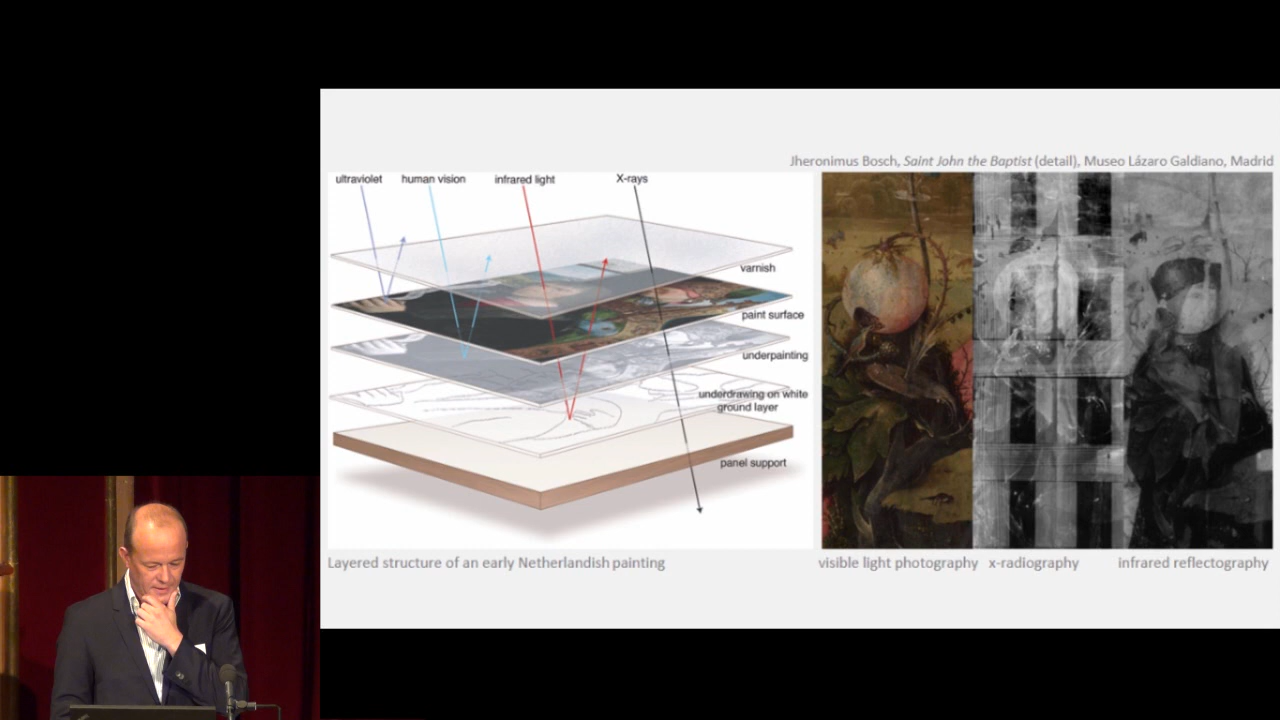 Jheronimus Bosch, Saint John the Baptist (detail), Museo Lázaro Galdiano, Madrid
ultraviolet human vision infrared light X-rays
varnish
paint surface
underpainting
underdrawing on white
ground layer
panel support
Layered structure of an early Netherlandish painting
visible light photography x-radiography infrared reflectography